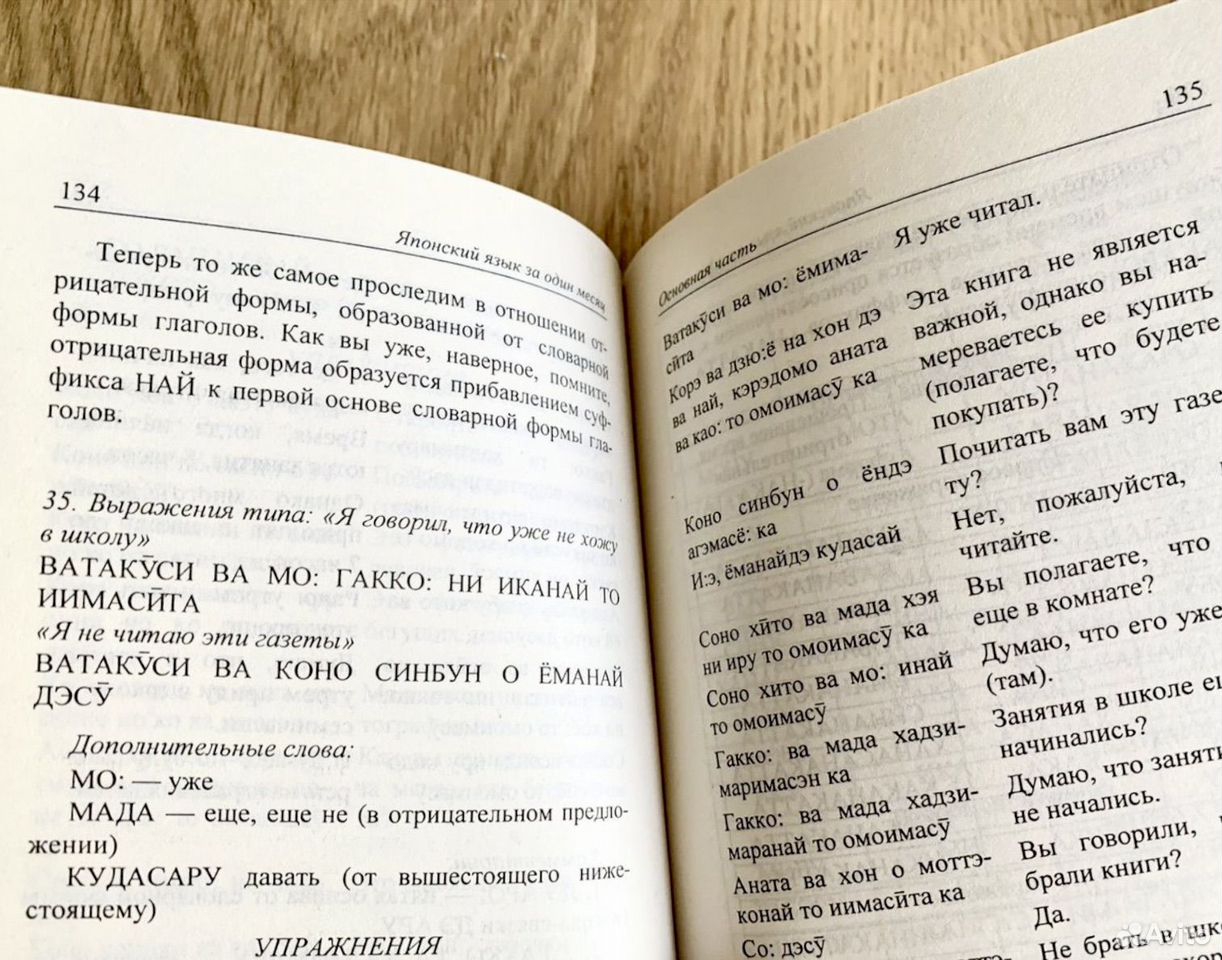 134
Японский язык за один месяц
Теперь то же самое проследим в отношении от-
рицательной формы, образованной от словарной
формы глаголов. Как вы уже, наверное, помните,
отрицательная форма образуется прибавлением суф-
фикса НАЙ к первой основе словарной формы гла-
голов.
35. Выражения типа: «Я говорил, что уже не хожу
в школу»
ВАТАКӮСИ ВА МО: ГАККО: НИ ИКАНАЙ ТО
ИИМАСЙТА
«Я не читаю эти газеты»
ВАТАКӮСИ ВА КОНО СИНБУН О ЁМАНАЙ
ДЭСӮ
Дополнительные слова:
МО: — уже
МАДА — еще, еще не (в отрицательном предло-
жении)
КУДАСАРУ давать (от вышестоящего ниже-
стоящему)
УПРАЖНЕНИЯ
135
Основная часть
Ватакӯси ва мо: ёмима-
сйта
Я уже читал.
Корэ ва дзю:ё на хон дэ
ва най, кэрэдомо аната
ва као: то омоимасӯ ка
Эта книга не является
важной, однако вы на-
мереваетесь ее купить
(полагаете, что будете
покупать)?
Коно синбун о ёндэ
агэмасё: ка
Почитать вам эту газе
ту?
И:э, ёманайдэ кудасай
Нет, пожалуйста,
читайте.
Соно хйто ва мада хэя
ни иру то омоимасӯ ка
Вы полагаете, что
еще в комнате?
Соно хито ва мо: инай
то омоимасӯ
Думаю, что его уже
(там).
Гакко: ва мада хадзи-
маримасэн ка
Занятия в школе ещ
начинались?
Гакко: ва мада хадзи-
маранай то омоимасӯ
Думаю, что заняти
не начались.
Аната ва хон о моттэ-
конай то иимасйта ка
Вы говорили,
брали книги?
Со: дэсӯ
Да.
Не брать в шко
Avito